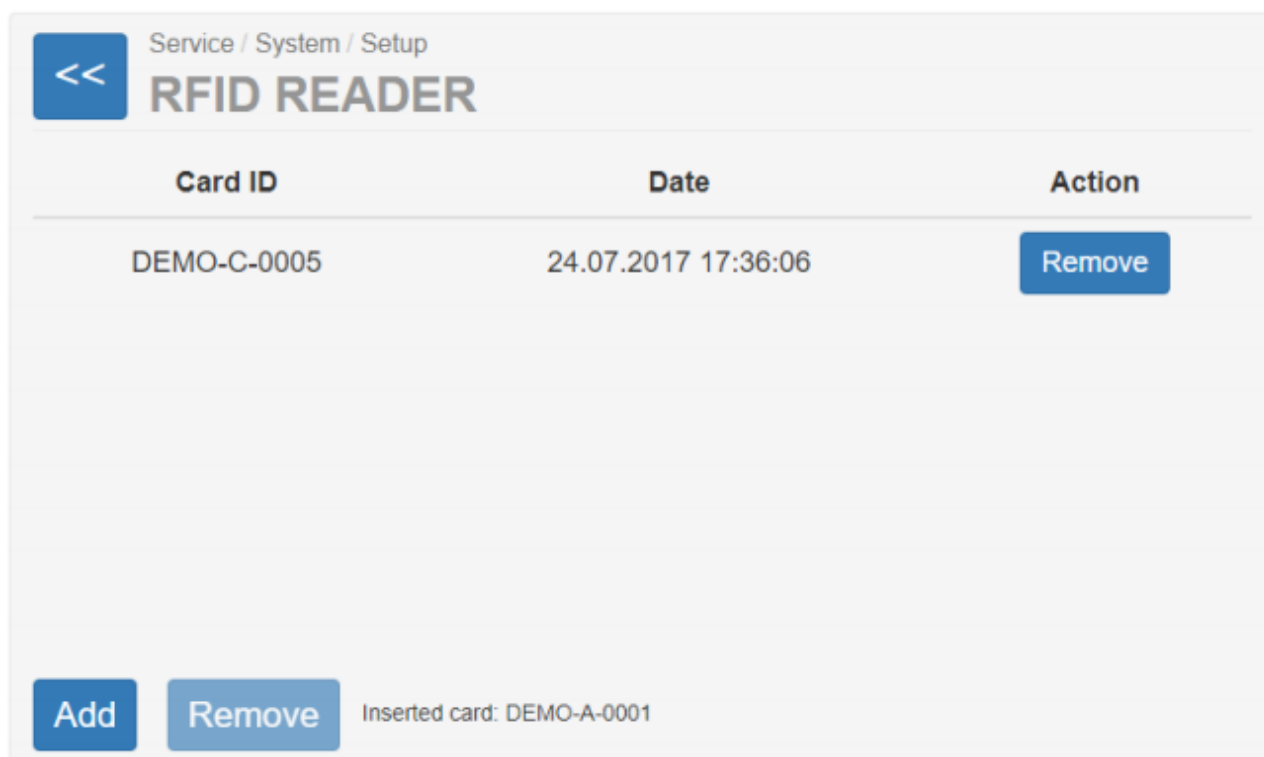 <<
Service / System / Setup
RFID READER
Card ID Date Action
DEMO-C-0005 24.07.2017 17:36:06 Remove
Add Remove Inserted card: DEMO-A-0001